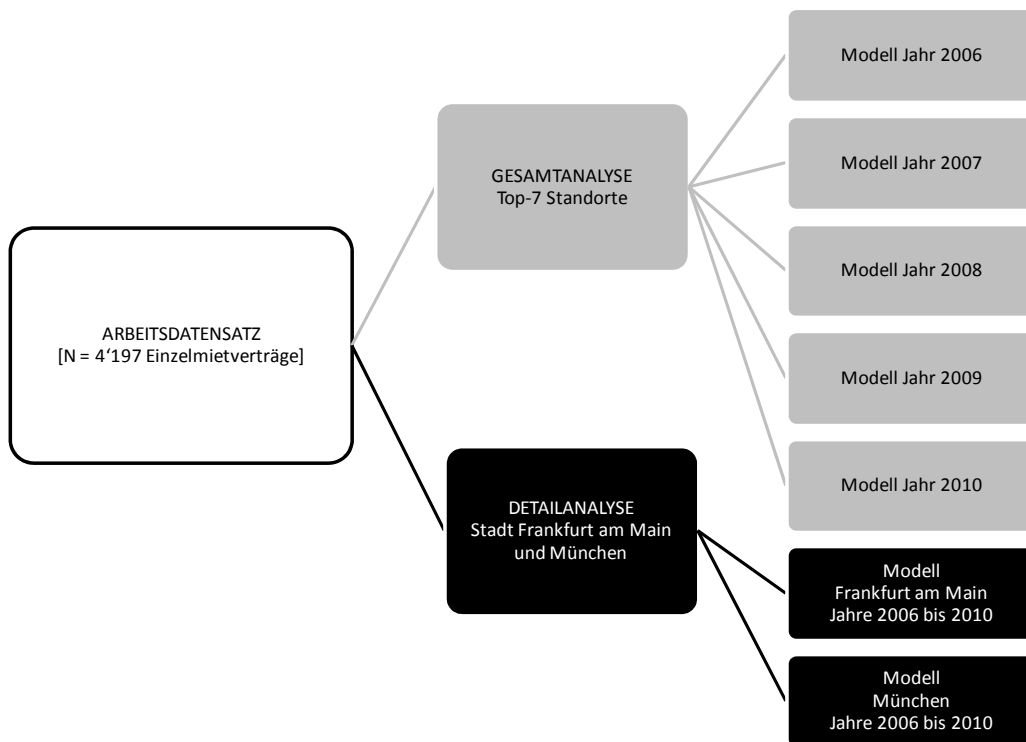 ARBEITSDATENSATZ
[N = 4‘197 Einzelmietverträge]
GESAMTANALYSE
Top-7 Standorte
Modell Jahr 2006
Modell Jahr 2007
Modell Jahr 2008
Modell Jahr 2009
Modell Jahr 2010
DETAILANALYSE
Stadt Frankfurt am Main
und München
Modell
Frankfurt am Main
Jahre 2006 bis 2010
Modell
München
Jahre 2006 bis 2010